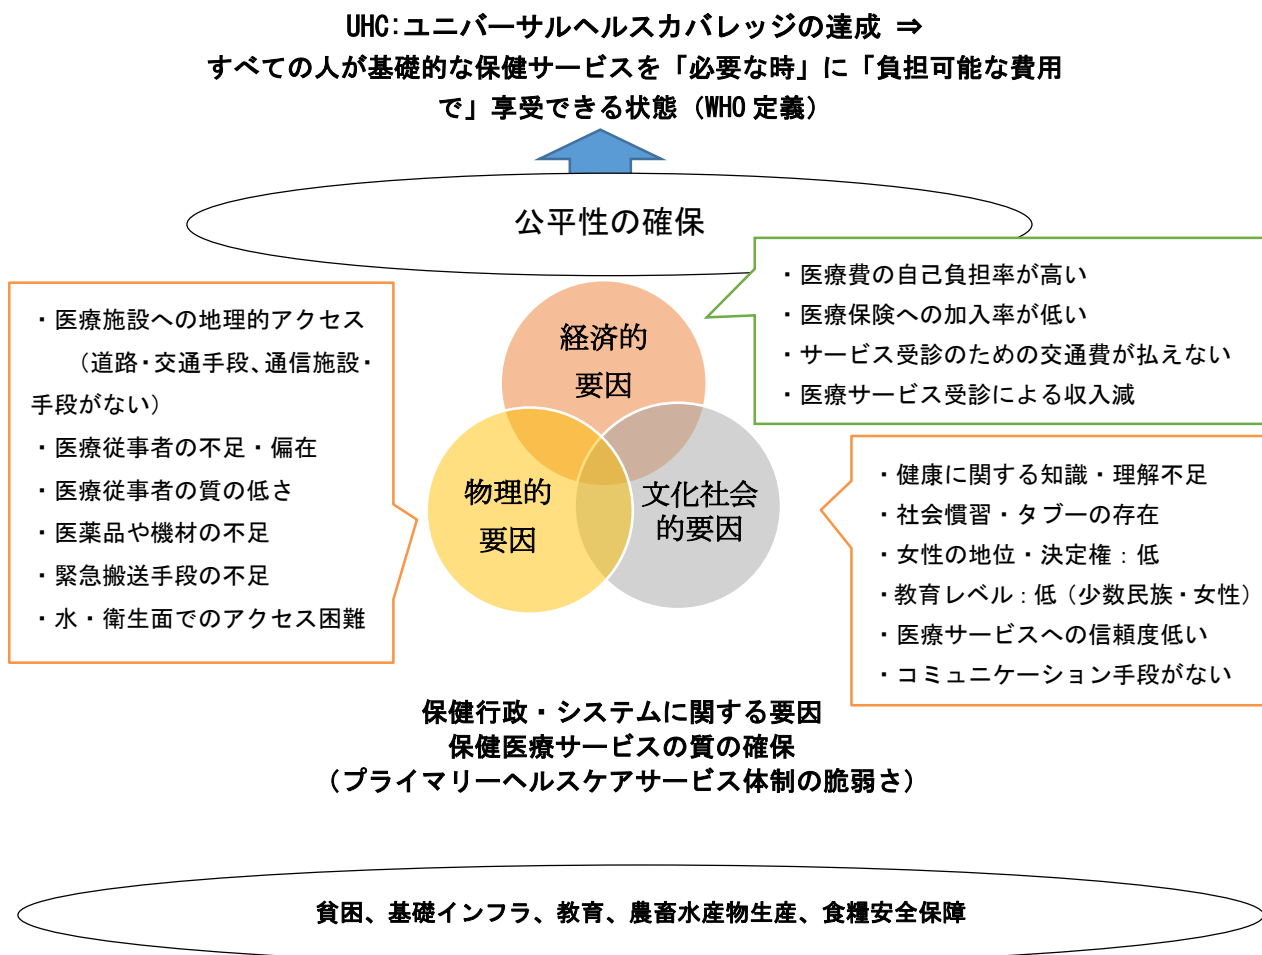 UHC:ユニバーサルヘルスカバレッジの達成 ⇒
すべての人が基礎的な保健サービスを「必要な時」に「負担可能な費用
で」享受できる状態（WHO 定義）
公平性の確保
・医療費の自己負担率が高い
・医療保険への加入率が低い
・サービス受診のための交通費が払えない
・医療サービス受診による収入減
・医療施設への地理的アクセス
（道路・交通手段、通信施設・
手段がない）
・医療従事者の不足・偏在
・医療従事者の質の低さ
・医薬品や機材の不足
・緊急搬送手段の不足
・水・衛生面でのアクセス困難
経済的
要因
物理的
要因
文化社会
的要因
・健康に関する知識・理解不足
・社会慣習・タブーの存在
・女性の地位・決定権：低
・教育レベル：低（少数民族・女性）
・医療サービスへの信頼度低い
・コミュニケーション手段がない
保健行政・システムに関する要因
保健医療サービスの質の確保
（プライマリーヘルスケアサービス体制の脆弱さ）
貧困、基礎インフラ、教育、農畜水産物生産、食糧安全保障